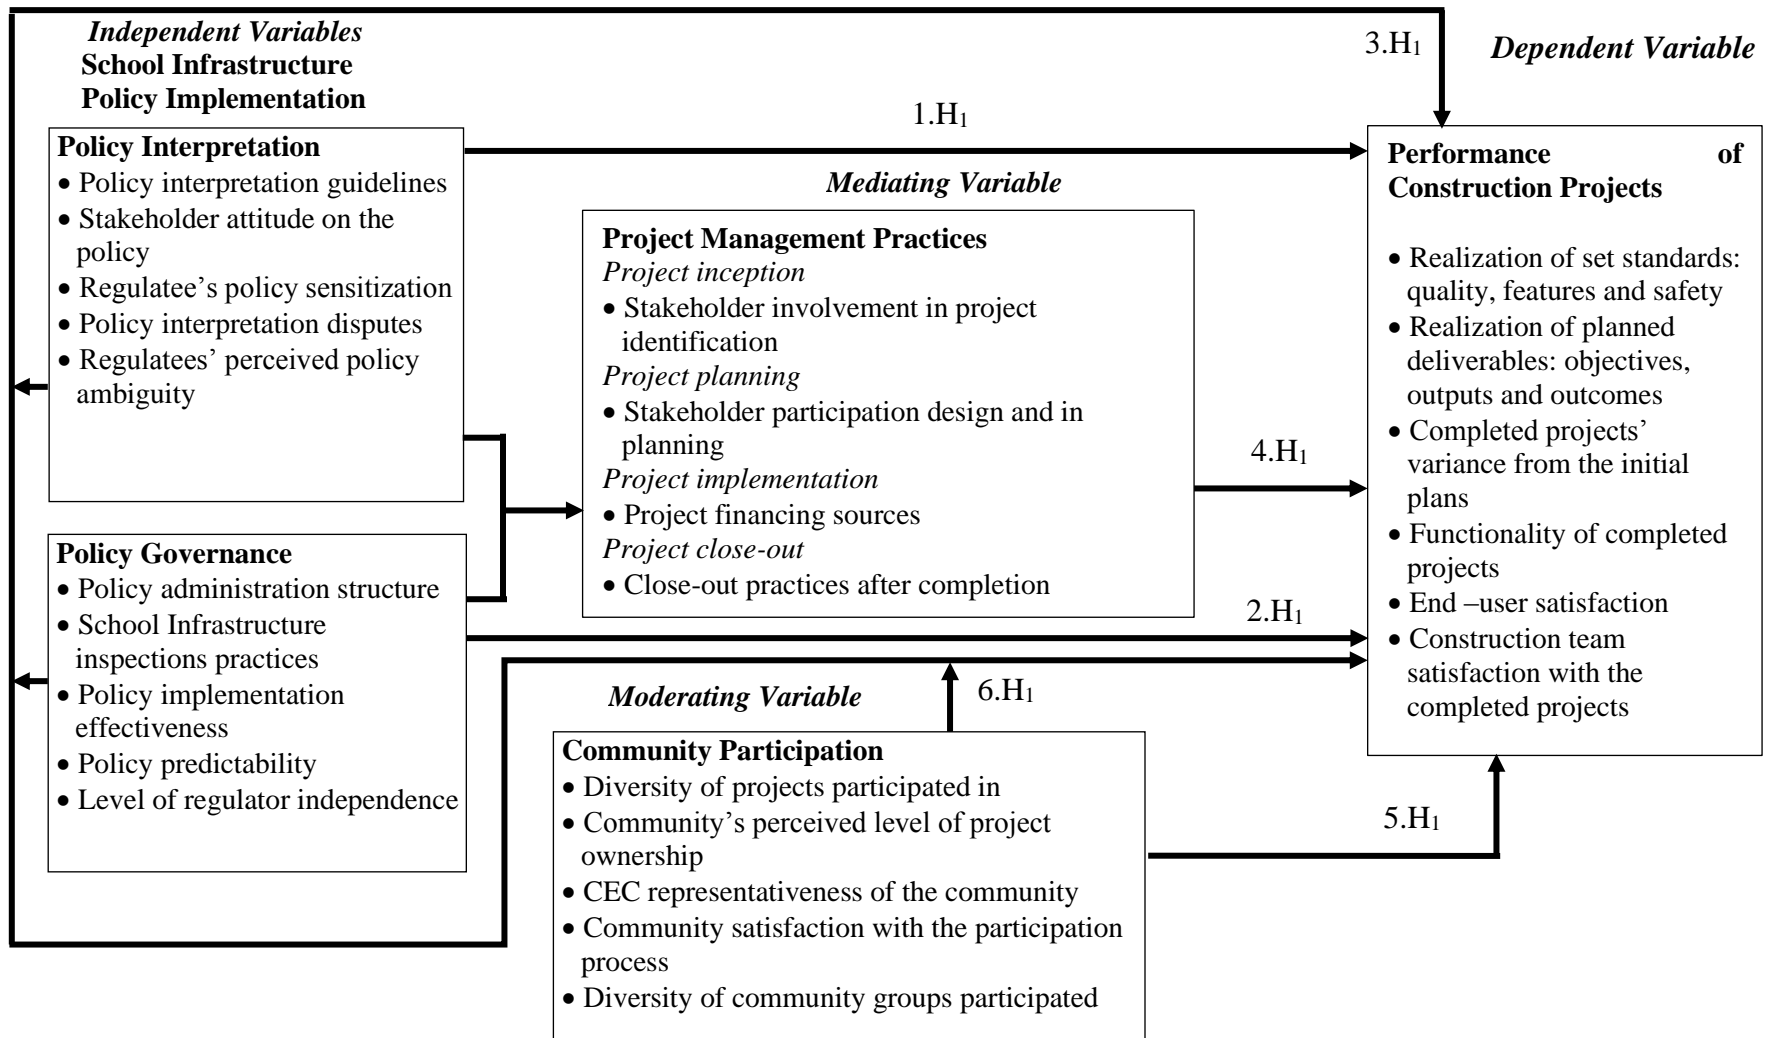 Independent Variables
School Infrastructure
Policy Implementation
3.H1
Dependent Variable
1.H1
Policy Interpretation
• Policy interpretation guidelines
• Stakeholder attitude on the
policy
• Regulatee's policy sensitization
• Policy interpretation disputes
• Regulatees' perceived policy
ambiguity
Mediating Variable
Project Management Practices
Project inception
• Stakeholder involvement in project
identification
Project planning
• Stakeholder participation design and in
planning
Project implementation
• Project financing sources
Project close-out
• Close-out practices after completion
4.H1
Performance of
Construction Projects
• Realization of set standards:
quality, features and safety
• Realization of planned
deliverables: objectives,
outputs and outcomes
• Completed projects'
variance from the initial
plans
• Functionality of completed
projects
• End –user satisfaction
• Construction team
satisfaction with the
completed projects
Policy Governance
• Policy administration structure
• School Infrastructure
inspections practices
• Policy implementation
effectiveness
• Policy predictability
• Level of regulator independence
2.H1
Moderating Variable
6.H1
Community Participation
• Diversity of projects participated in
• Community's perceived level of project
ownership
• CEC representativeness of the community
• Community satisfaction with the participation
process
• Diversity of community groups participated
5.H1